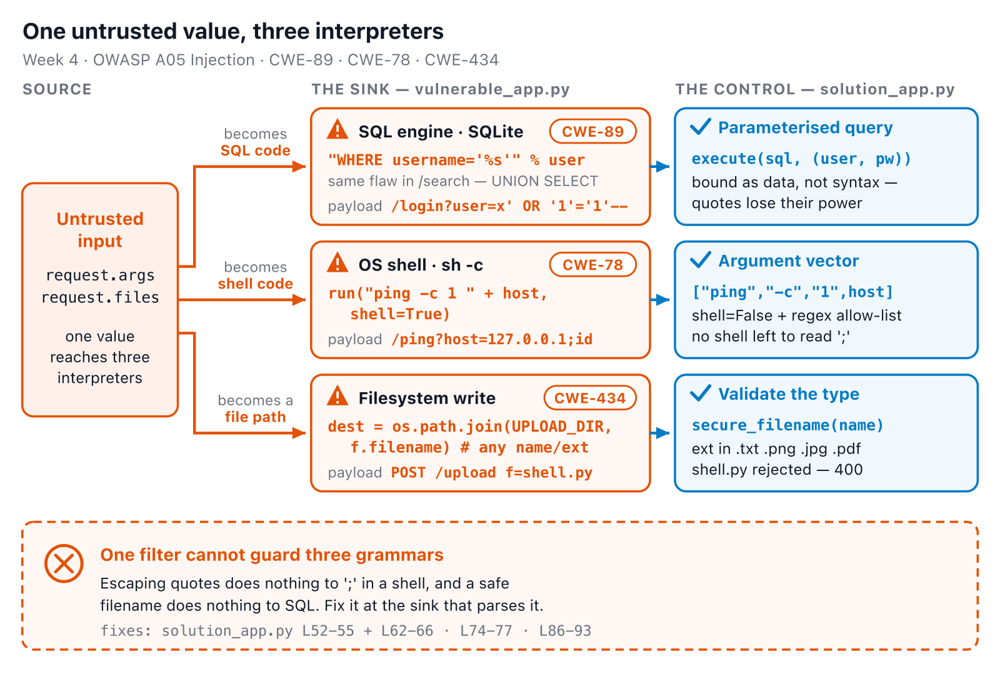 One untrusted value, three interpreters
Week 4 · OWASP A05 Injection · CWE-89 · CWE-78 · CWE-434
SOURCE
Untrusted
input
request.args
request.files
one value
reaches three
interpreters
becomes
SQL code
becomes
shell code
becomes a
file path
THE SINK — vulnerable_app.py
SQL engine · SQLite
CWE-89
"WHERE username='%s'" % user
same flaw in /search — UNION SELECT
payload /login?user=x' OR '1'='1'--
OS shell · sh -c
CWE-78
run("ping -c 1 " + host,
shell=True)
payload /ping?host=127.0.0.1;id
Filesystem write
CWE-434
dest = os.path.join(UPLOAD_DIR,
f.filename) # any name/ext
payload POST /upload f=shell.py
THE CONTROL — solution_app.py
Parameterised query
execute(sql, (user, pw))
bound as data, not syntax —
quotes lose their power
Argument vector
["ping","-c","1",host]
shell=False + regex allow-list
no shell left to read ';'
Validate the type
secure_filename(name)
ext in .txt .png .jpg .pdf
shell.py rejected — 400
One filter cannot guard three grammars
Escaping quotes does nothing to ';' in a shell, and a safe
filename does nothing to SQL. Fix it at the sink that parses it.
fixes: solution_app.py L52-55 + L62-66 · L74-77 · L86-93